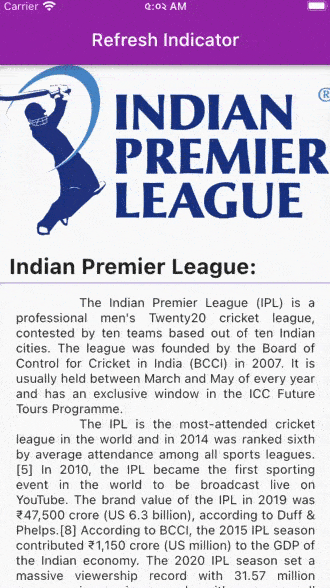 Carrier
૯:૦૨ AM
Refresh Indicator
INDIAN
PREMIER
LEAGUE
®
Indian Premier League:
The Indian Premier League (IPL) is a
professional men's Twenty20 cricket league,
contested by ten teams based out of ten Indian
cities. The league was founded by the Board of
Control for Cricket in India (BCCI) in 2007. It is
usually held between March and May of every year
and has an exclusive window in the ICC Future
Tours Programme.
The IPL is the most-attended cricket
league in the world and in 2014 was ranked sixth
by average attendance among all sports leagues.
[5] In 2010, the IPL became the first sporting
event in the world to be broadcast live on
YouTube. The brand value of the IPL in 2019 was
₹47,500 crore (US 6.3 billion), according to Duff &
Phelps.[8] According to BCCI, the 2015 IPL season
contributed ₹1,150 crore (US million) to the GDP of
the Indian economy. The 2020 IPL season set a
massive viewership record with 31.57 million